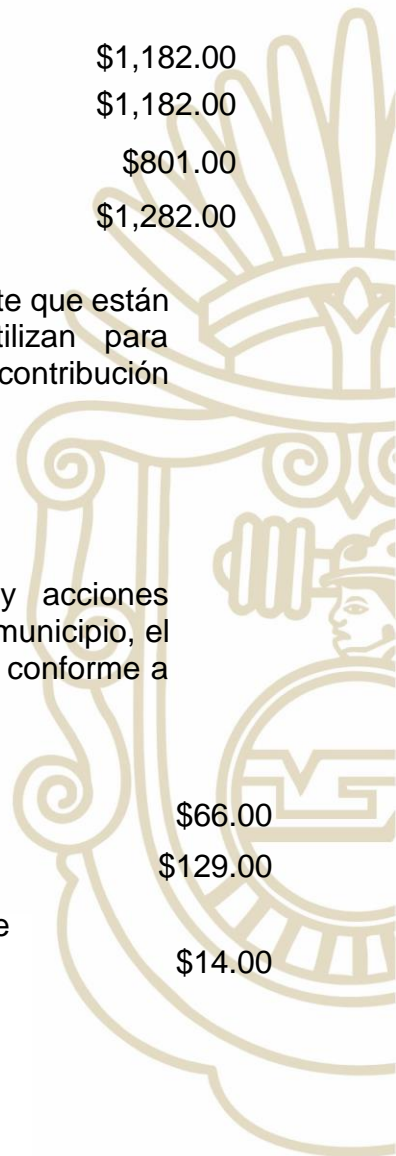 $1,182.00
$1,182.00
$801.00
$1,282.00
te que están
tilizan para
contribución
y acciones
municipio, el
conforme a
$66.00
$129.00
e
$14.00